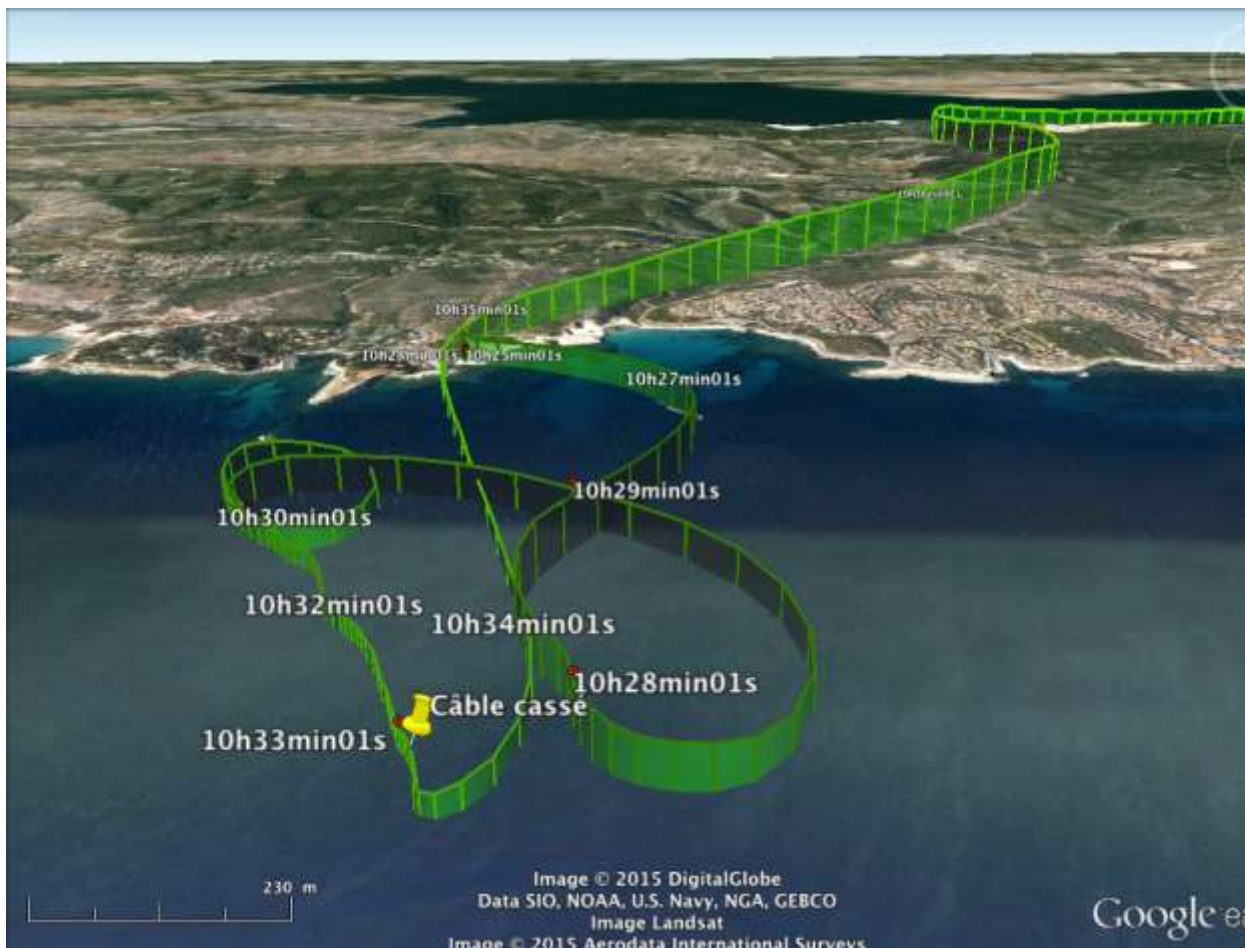 10h35min01s
10h25min01s
10h27min01s
10h29min01s
10h30min01s
10h32min01s
10h34min01s
10h28min01s
Câble cassé
10h33min01s
230 m
Image © 2015 DigitalGlobe
Data SIO, NOAA, U.S. Navy, NGA, GEBCO
Image Landsat
Image © 2015 Aerodata International Surveys
Google ea